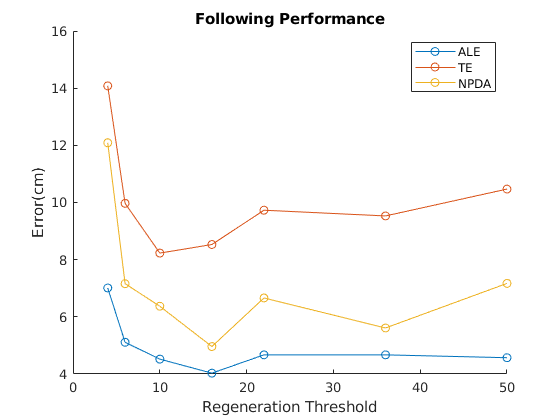 Following Performance
16
14
12
10
8
6
4
Error(cm)
ALE
TE
NPDA
0
10
20
30
40
50
Regeneration Threshold